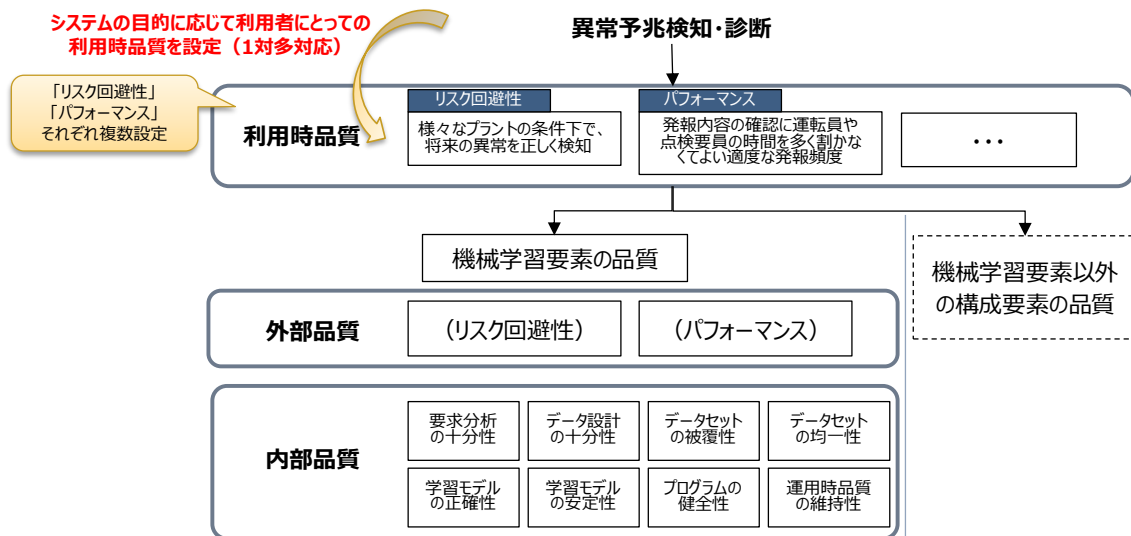 システムの目的に応じて利用者にとっての
利用時品質を設定（1対多対応）
異常予兆検知・診断
「リスク回避性」
「パフォーマンス」
それぞれ複数設定
利用時品質
リスク回避性
様々なプラントの条件下で、
将来の異常を正しく検知
パフォーマンス
発報内容の確認に運転員や
点検要員の時間を多く割かな
くてよい適度な発報頻度
・・・
機械学習要素の品質
機械学習要素以外
の構成要素の品質
外部品質
（リスク回避性）
（パフォーマンス）
内部品質
要求分析
の十分性
データ設計
の十分性
データセット
の被覆性
データセット
の均一性
学習モデル
の正確性
学習モデル
の安定性
プログラムの
健全性
運用時品質
の維持性